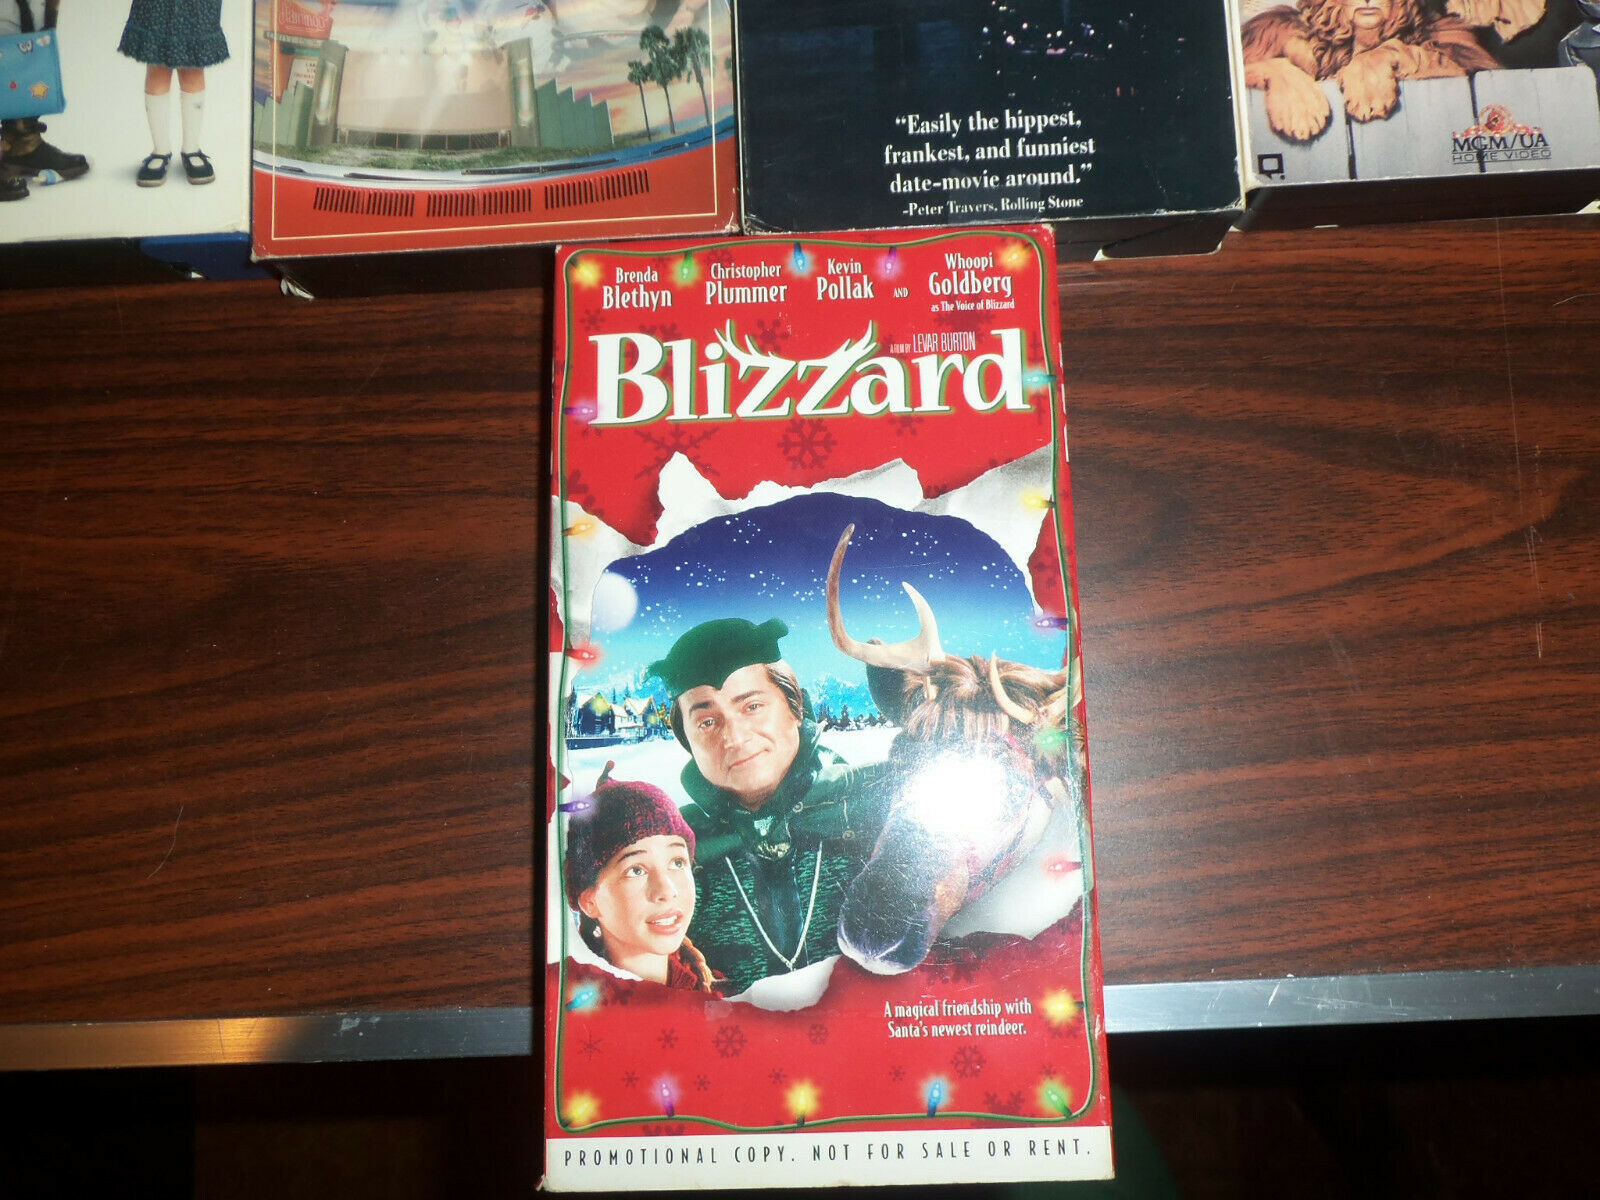 Flamingo
"Easily the hippest,
frankest, and funniest
date-movie around."
-Peter Travers, Rolling Stone
MGM/UA
HOME VIDEO
Brenda Blethyn
Christopher Plummer
Kevin Pollak
AND
Whoopi Goldberg
as The Voice of Blizzard
A FILM BY LEVAR BURTON
Blizzard
A magical friendship with
Santa's newest reindeer.
PROMOTIONAL COPY. NOT FOR SALE OR RENT.